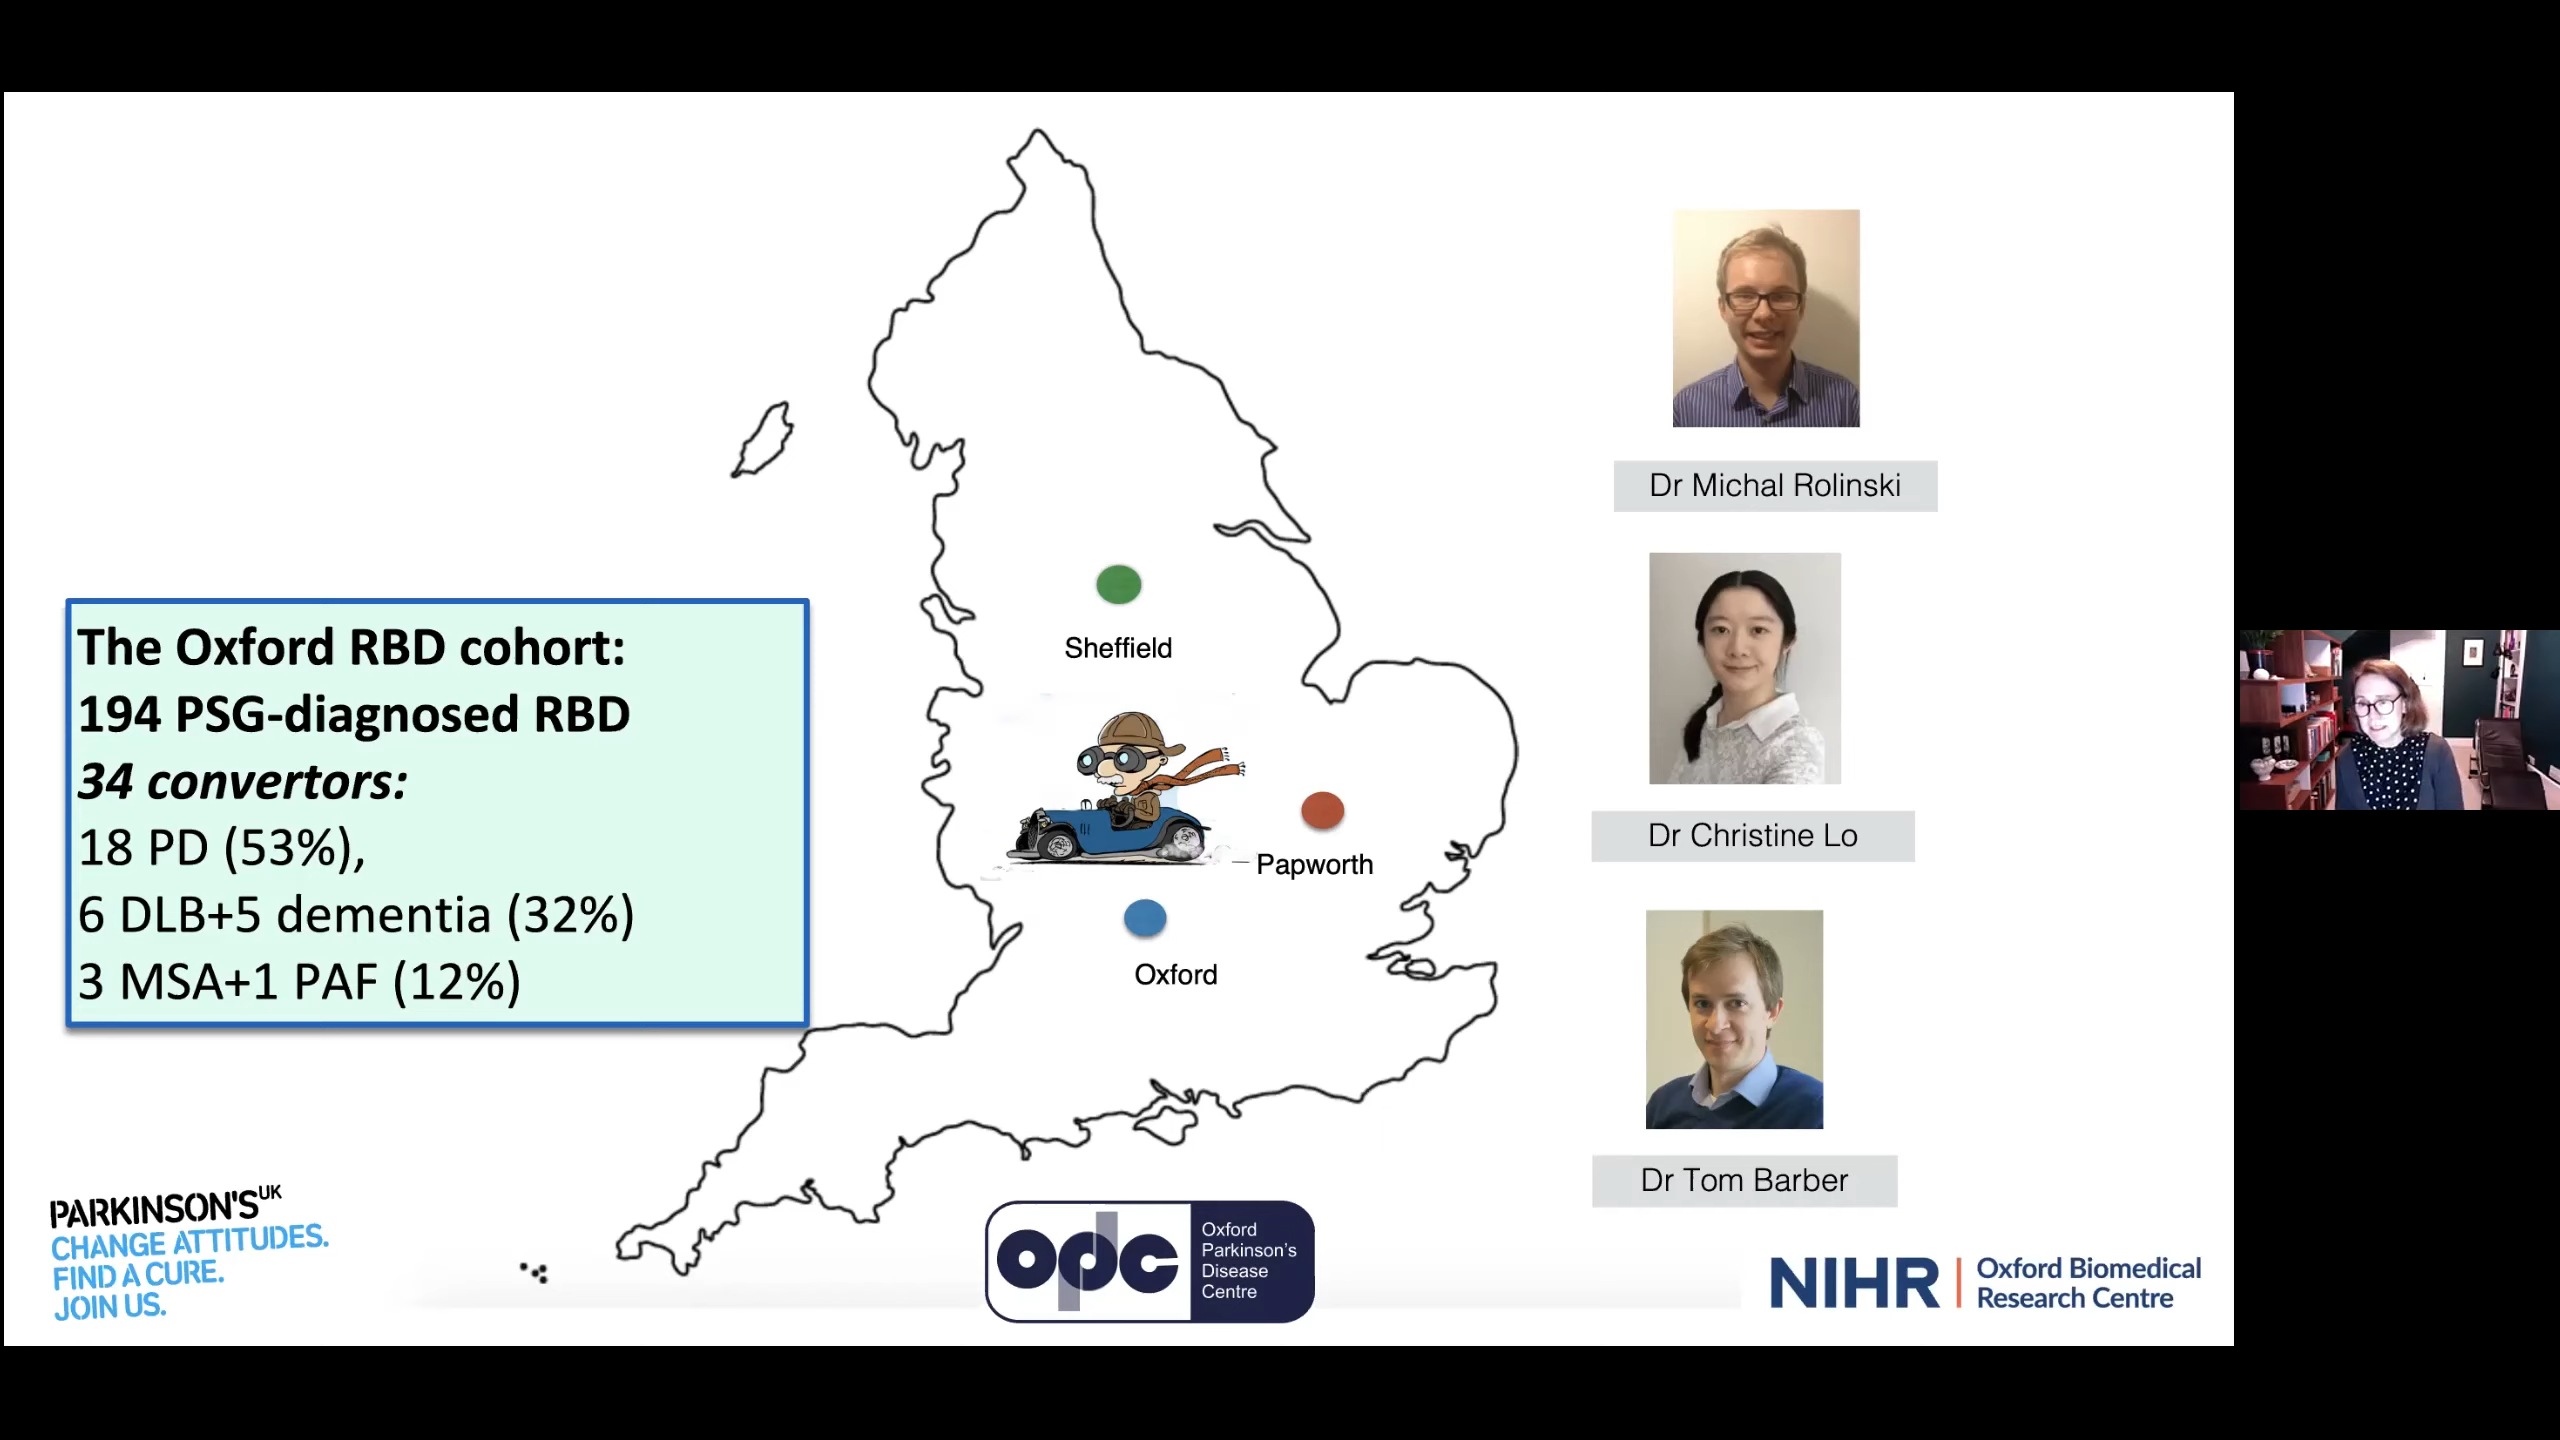 The Oxford RBD cohort:
194 PSG-diagnosed RBD
34 convertors:
18 PD (53%),
6 DLB+5 dementia (32%)
3 MSA+1 PAF (12%)
Sheffield
Papworth
Oxford
Dr Michal Rolinski
Dr Christine Lo
Dr Tom Barber
PARKINSON'S UK
CHANGE ATTITUDES.
FIND A CURE.
JOIN US.
opdc
Oxford
Parkinson's
Disease
Centre
NIHR
Oxford Biomedical
Research Centre